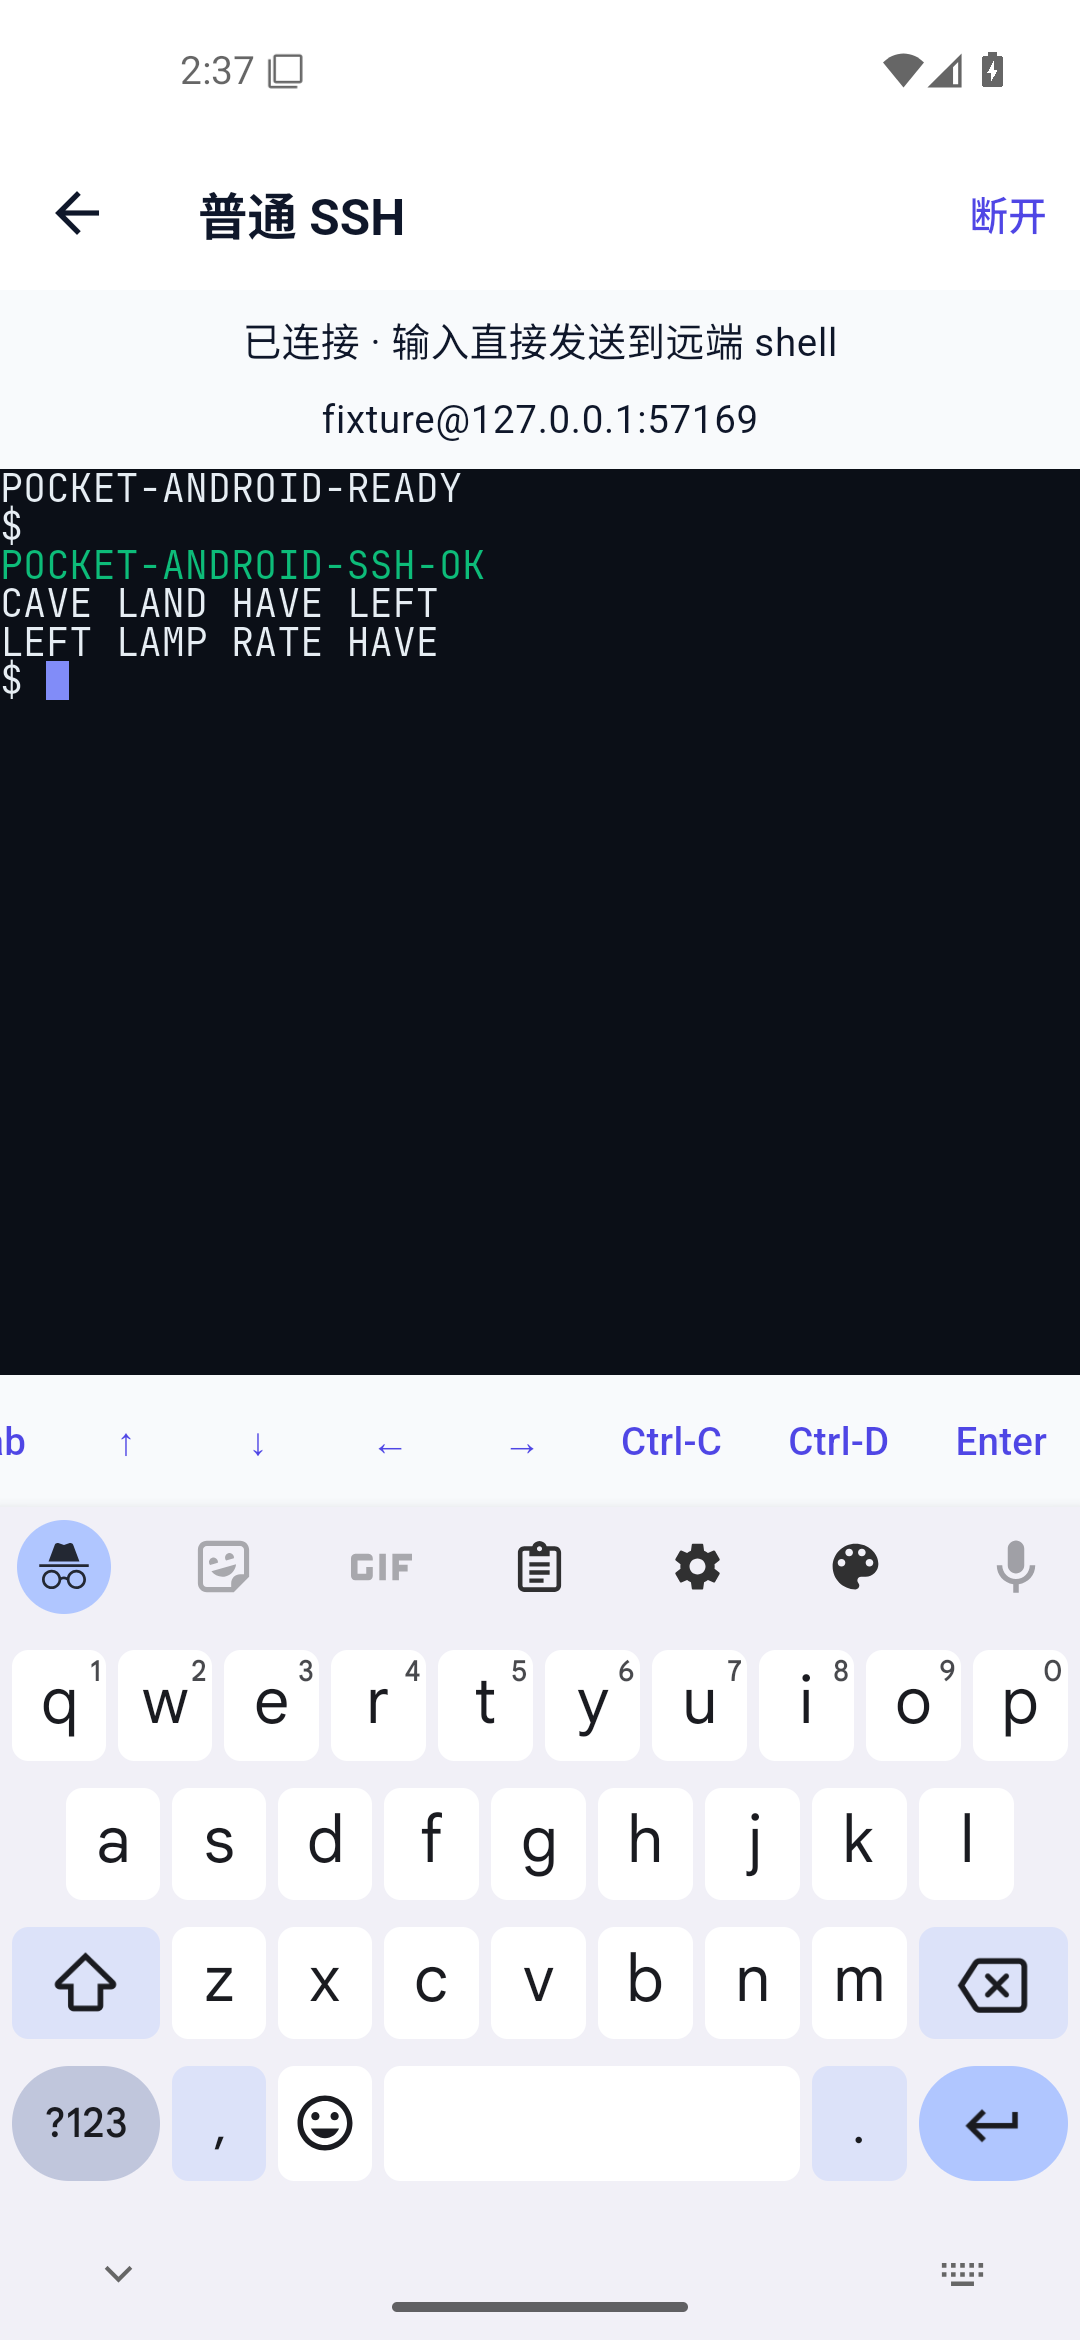 2:37
普通 SSH
断开
已连接 · 输入直接发送到远端 shell
fixture@127.0.0.1:57169
POCKET-ANDROID-READY
$
POCKET-ANDROID-SSH-OK
CAVE LAND HAVE LEFT
LEFT LAMP RATE HAVE
$
ab ↑ ↓ ← → Ctrl-C Ctrl-D Enter
GIF
q 1 w 2 e 3 r 4 t 5 y 6 u 7 i 8 o 9 p 0
a s d f g h j k l
z x c v b n m
?123 , .